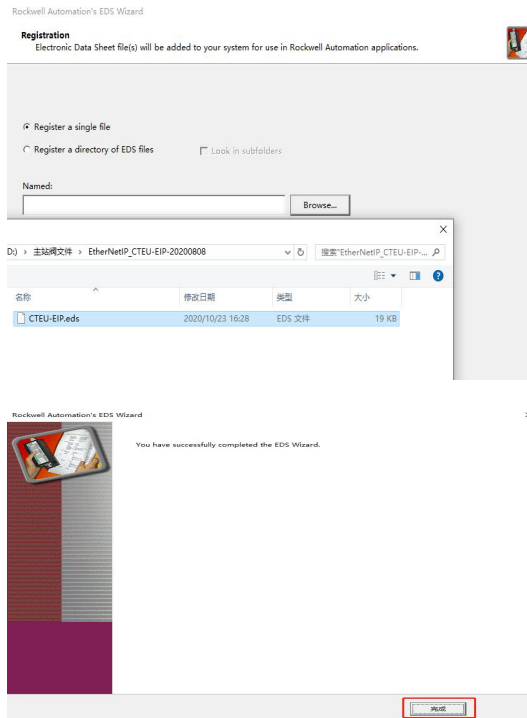 Rockwell Automation's EDS Wizard
Registration
Electronic Data Sheet file(s) will be added to your system for use in Rockwell Automation applications.
Register a single file
Register a directory of EDS files
Look in subfolders
Named:
Browse...
D:) › 主站阀文件 › EtherNetIP_CTEU-EIP-20200808
搜索"EtherNetIP_CTEU-EIP-...
名称
修改日期
类型
大小
CTEU-EIP.eds
2020/10/23 16:28
EDS 文件
19 KB
Rockwell Automation's EDS Wizard
You have successfully completed the EDS Wizard.
完成